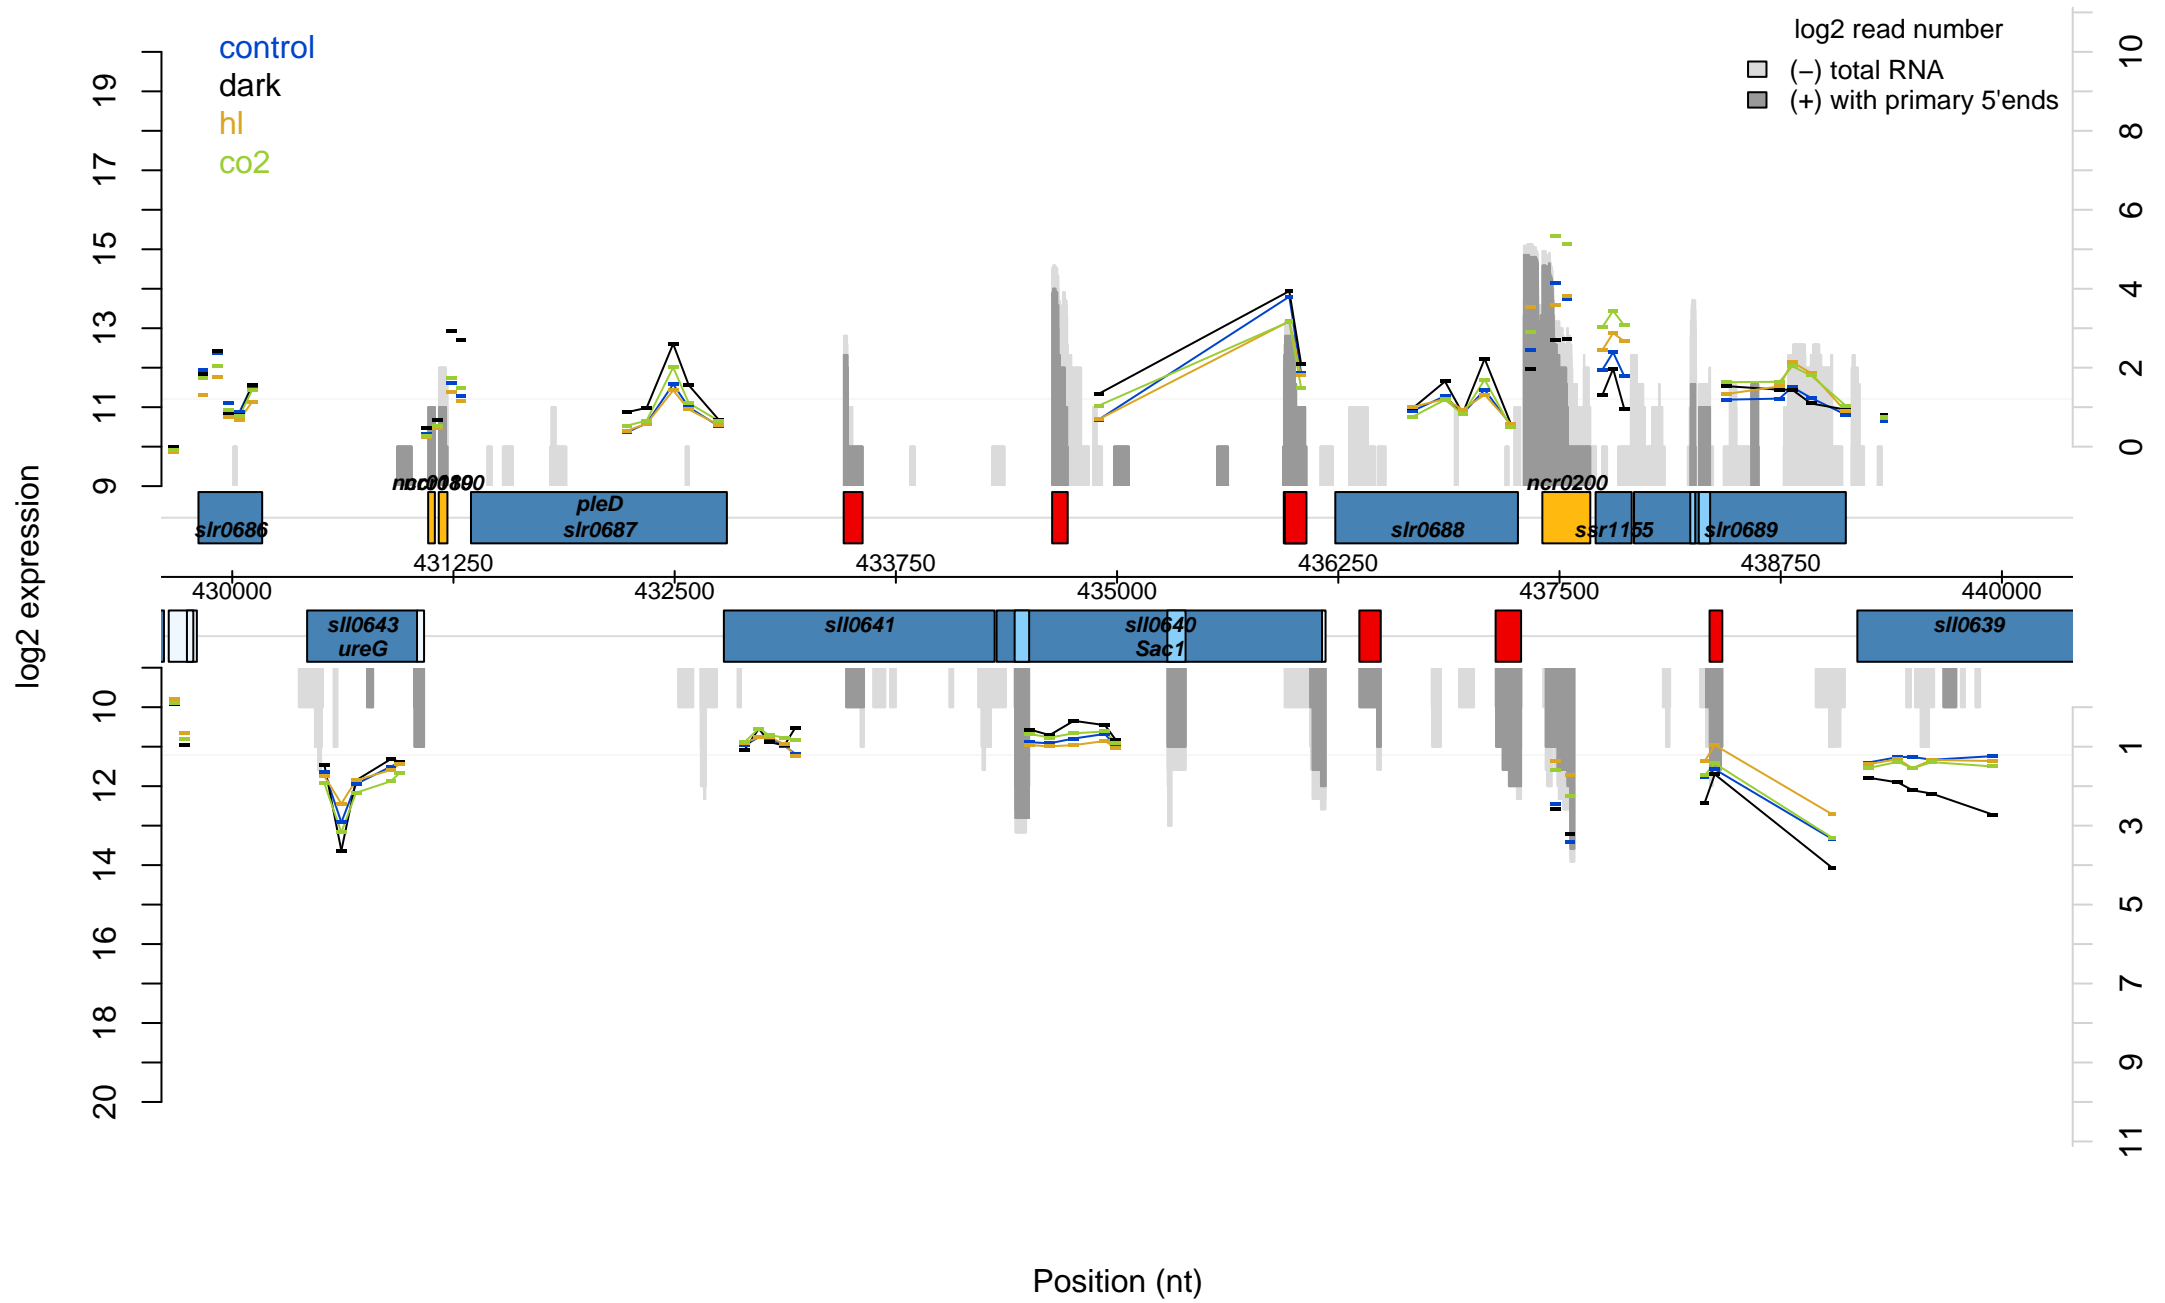 control
dark
hl
co2
log2 read number
(−) total RNA
(+) with primary 5'ends
19
17
15
13
11
9
10
8
6
4
2
0
log2 expression
ncr0200
pleD
slr0686
slr0687
slr0688
ssr1155
slr0689
431250
433750
436250
438750
430000
432500
435000
437500
440000
sll0643
ureG
sll0641
sll0640
Sac1
sll0639
10
12
14
16
18
20
1
3
5
7
9
11
Position (nt)